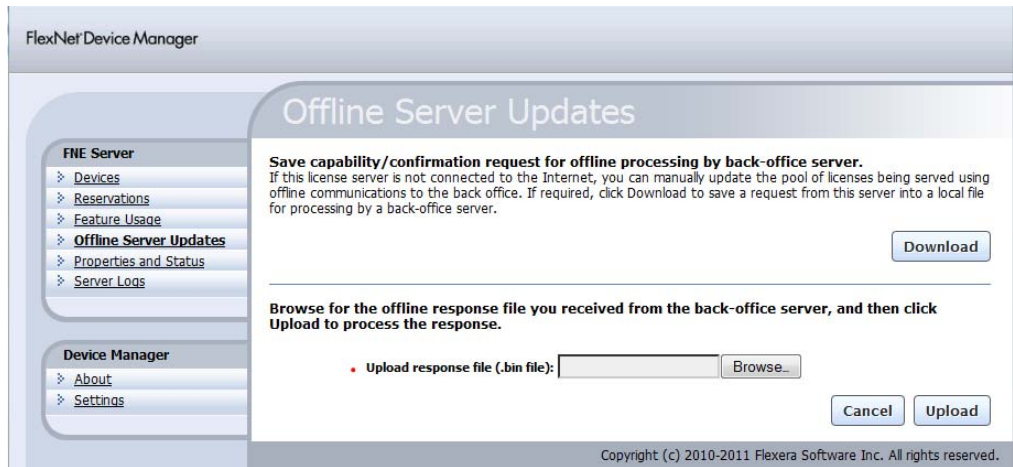 FlexNet Device Manager
Offline Server Updates
FNE Server
Devices
Reservations
Feature Usage
Offline Server Updates
Properties and Status
Server Logs
Device Manager
About
Settings
Save capability/confirmation request for offline processing by back-office server.
If this license server is not connected to the Internet, you can manually update the pool of licenses being served using
offline communications to the back office. If required, click Download to save a request from this server into a local file
for processing by a back-office server.
Download
Browse for the offline response file you received from the back-office server, and then click
Upload to process the response.
Upload response file (.bin file):
Browse...
Cancel
Upload
Copyright (c) 2010-2011 Flexera Software Inc. All rights reserved.